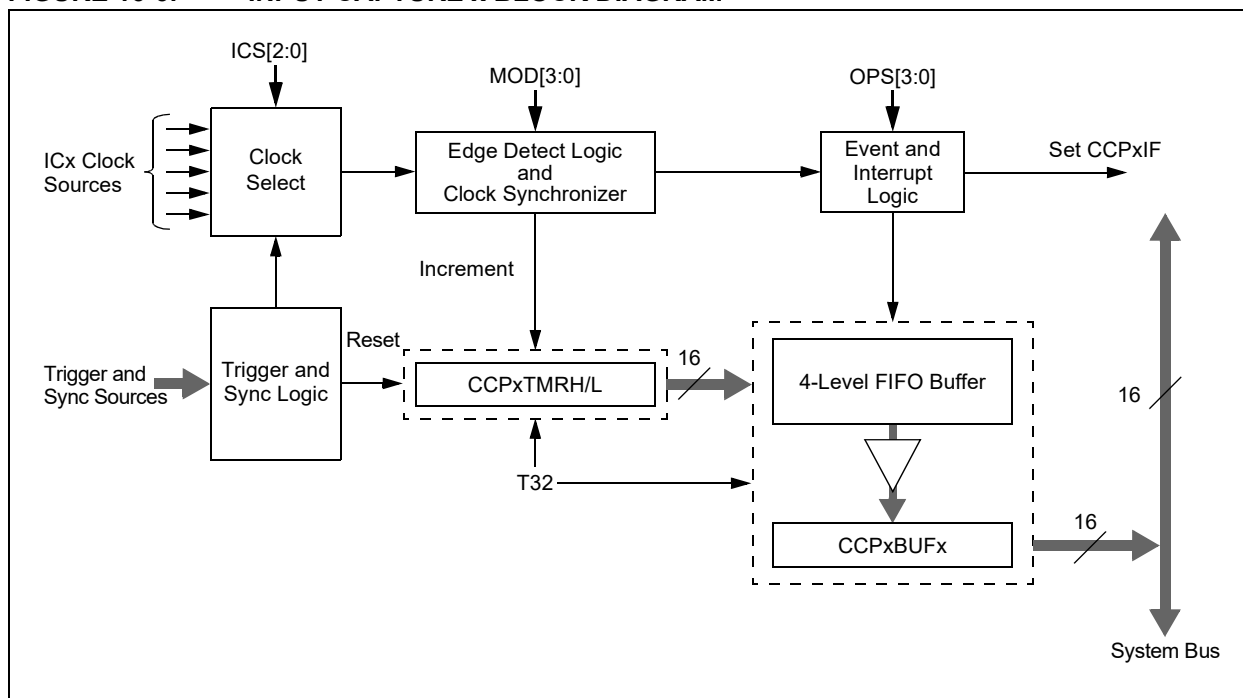 ICS[2:0]
MOD[3:0]
OPS[3:0]
ICx Clock
Sources
Clock
Select
Edge Detect Logic
and
Clock Synchronizer
Event and
Interrupt
Logic
Set CCPxIF
Increment
Reset
Trigger and
Sync Sources
Trigger and
Sync Logic
CCPxTMRH/L
16
4-Level FIFO Buffer
16
T32
CCPxBUFx
16
System Bus